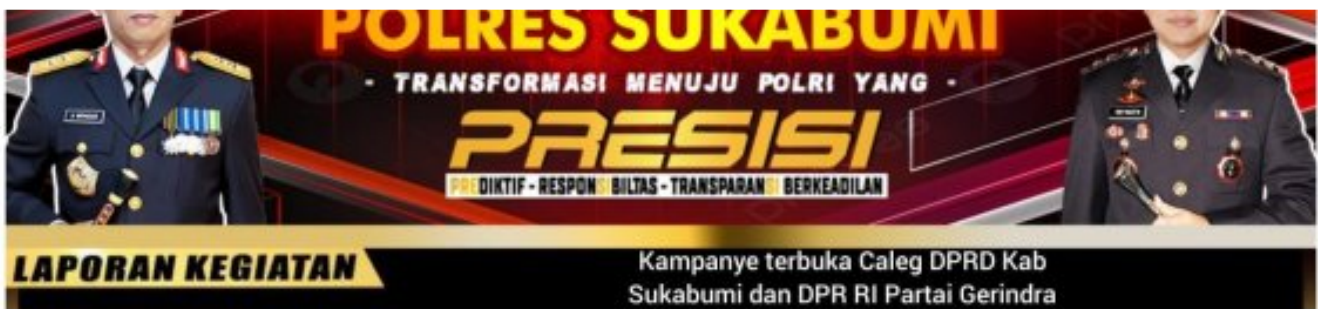 POLRES SUKABUMI
- TRANSFORMASI MENUJU POLRI YANG -
PRESISI
PREDIKTIF - RESPONSIBILTAS - TRANSPARANSI BERKEADILAN
LAPORAN KEGIATAN
Kampanye terbuka Caleg DPRD Kab
Sukabumi dan DPR RI Partai Gerindra